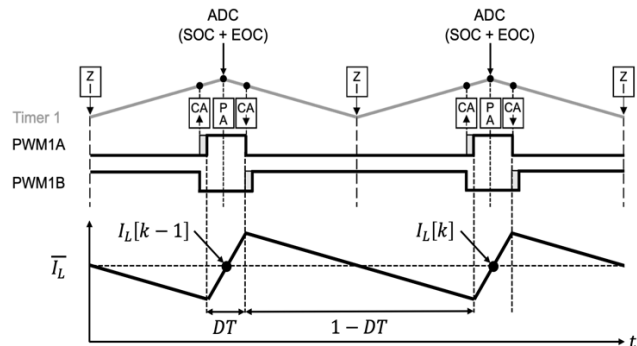 ADC
(SOC + EOC)
ADC
(SOC + EOC)
Z
I
Z
I
Z
I
Timer 1
CA
P
A
CA
CA
P
A
CA
PWM1A
PWM1B
I_L[k − 1]
I_L[k]
I_L
DT
1 − DT
t